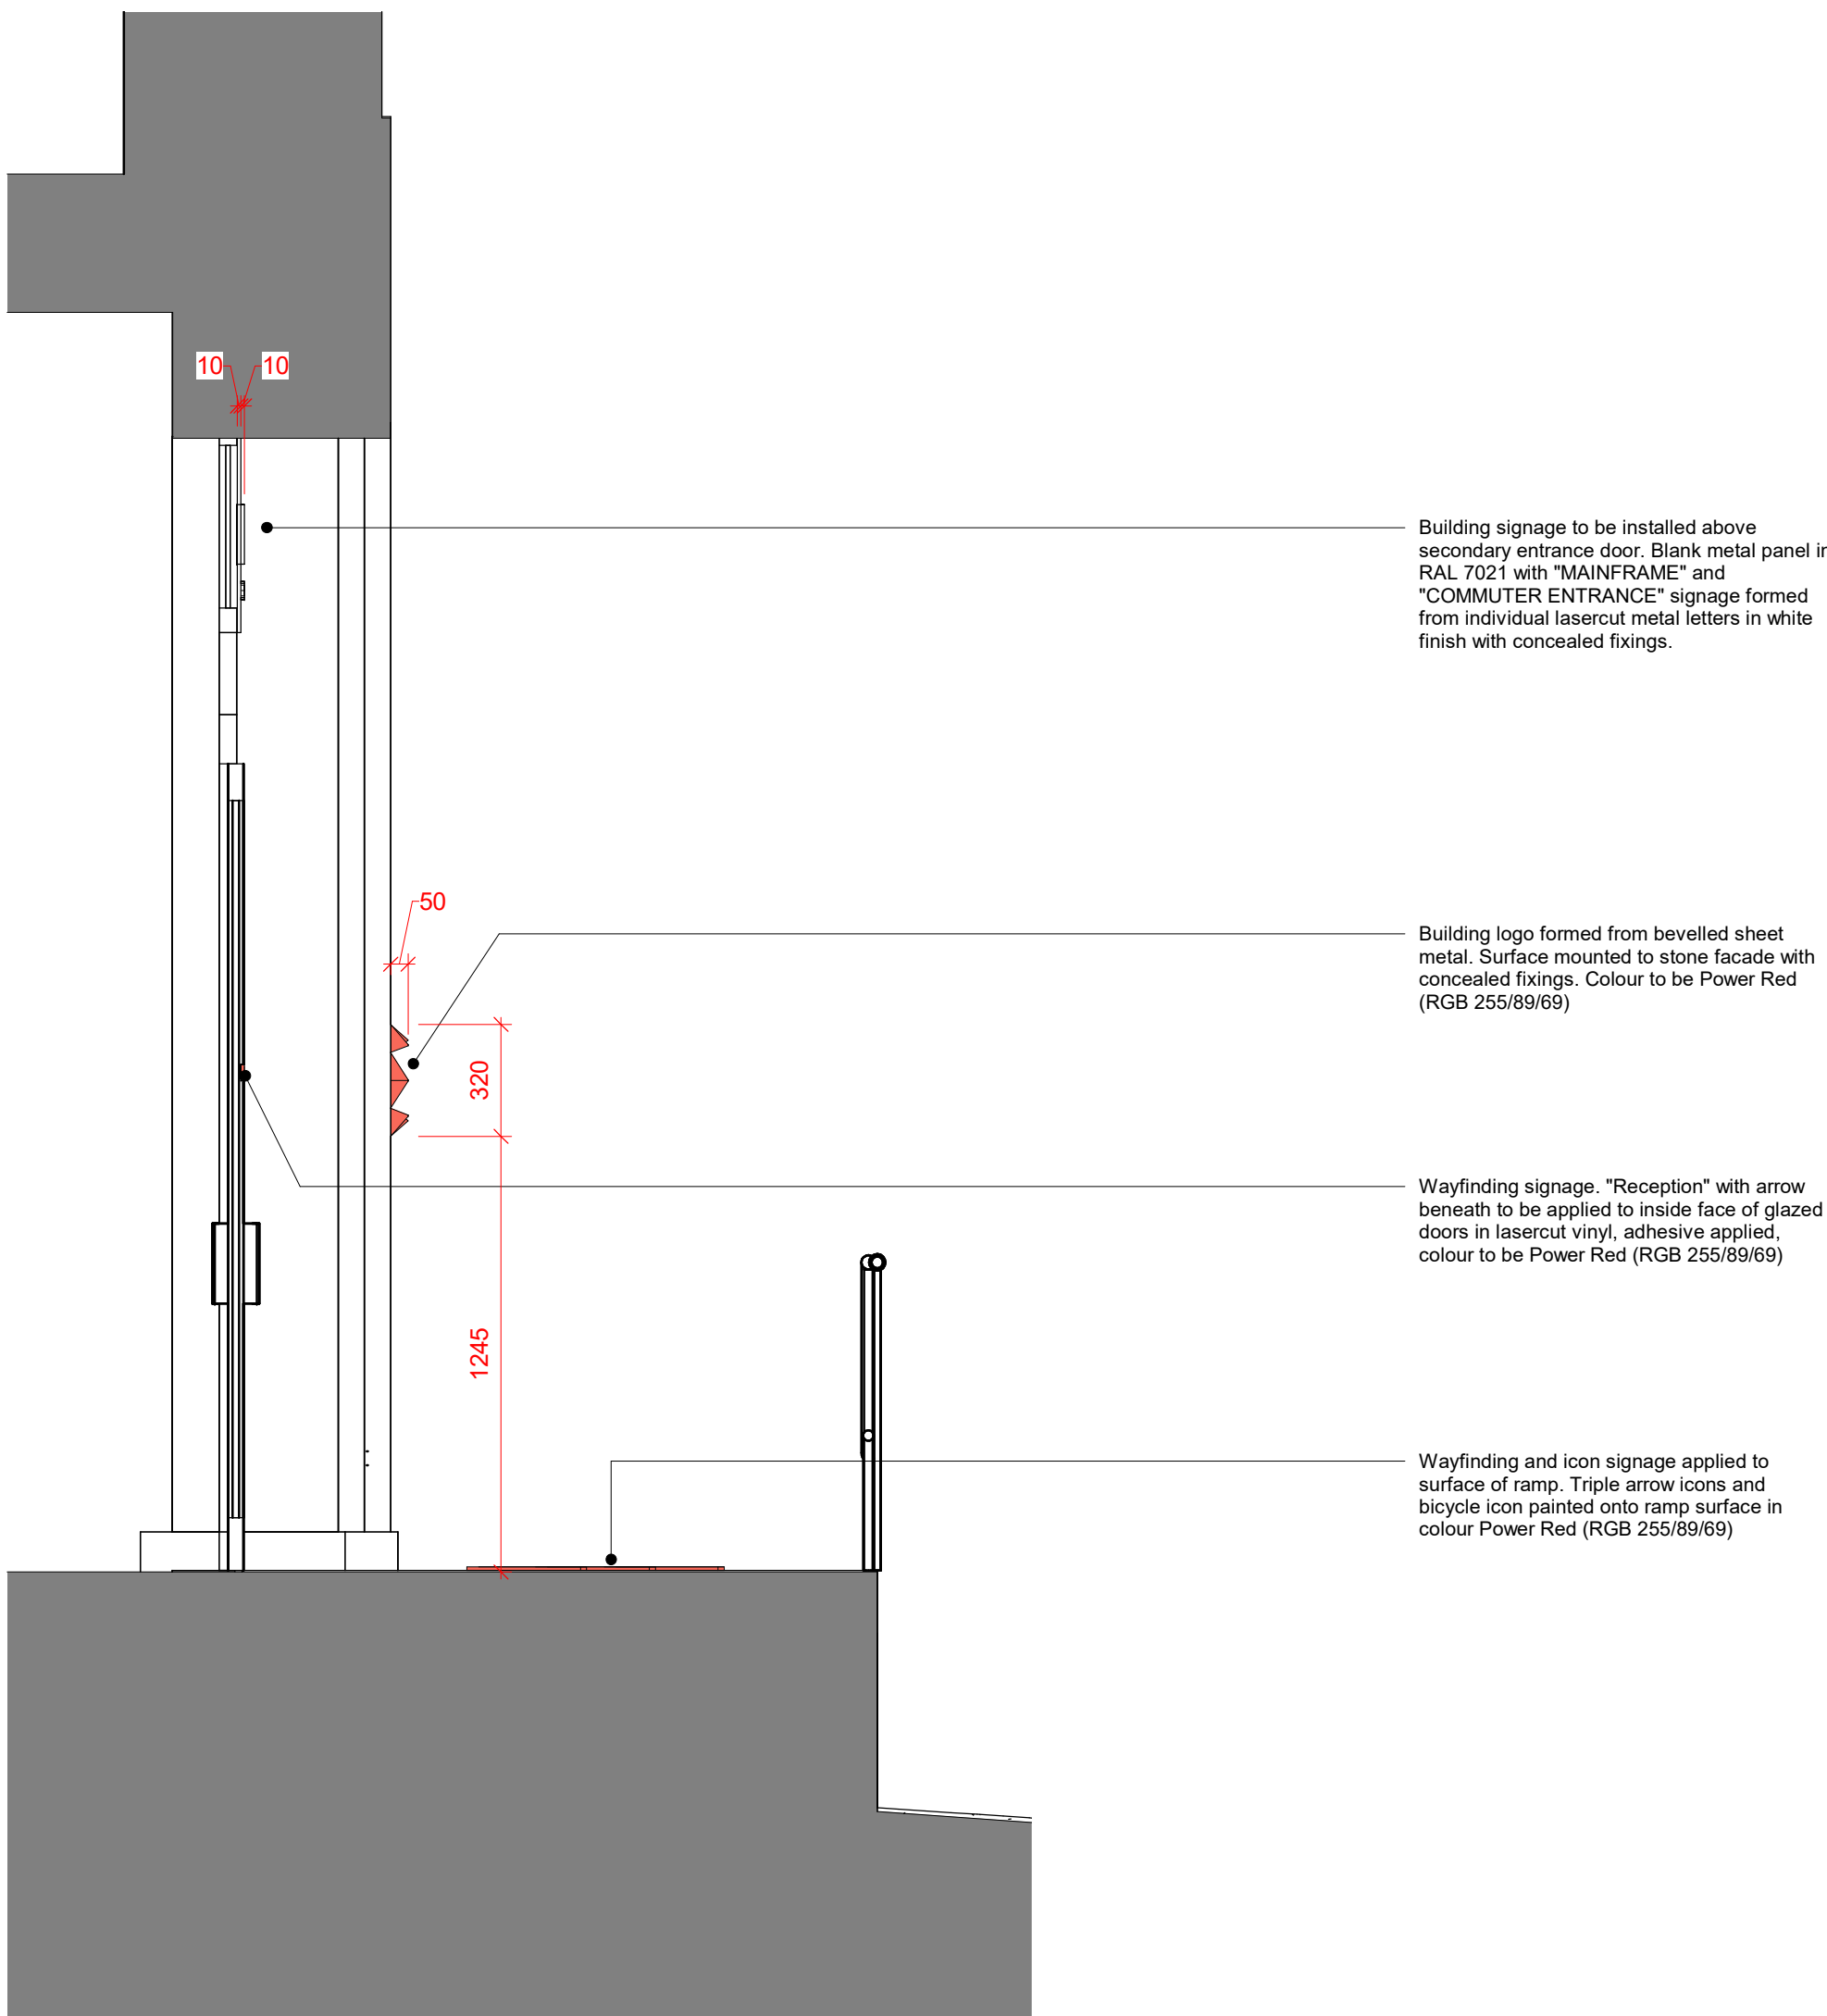 10
10
Building signage to be installed above
secondary entrance door. Blank metal panel in
RAL 7021 with "MAINFRAME" and
"COMMUTER ENTRANCE" signage formed
from individual lasercut metal letters in white
finish with concealed fixings.
50
Building logo formed from bevelled sheet
metal. Surface mounted to stone facade with
concealed fixings. Colour to be Power Red
(RGB 255/89/69)
320
Wayfinding signage. "Reception" with arrow
beneath to be applied to inside face of glazed
doors in lasercut vinyl, adhesive applied,
colour to be Power Red (RGB 255/89/69)
1245
Wayfinding and icon signage applied to
surface of ramp. Triple arrow icons and
bicycle icon painted onto ramp surface in
colour Power Red (RGB 255/89/69)